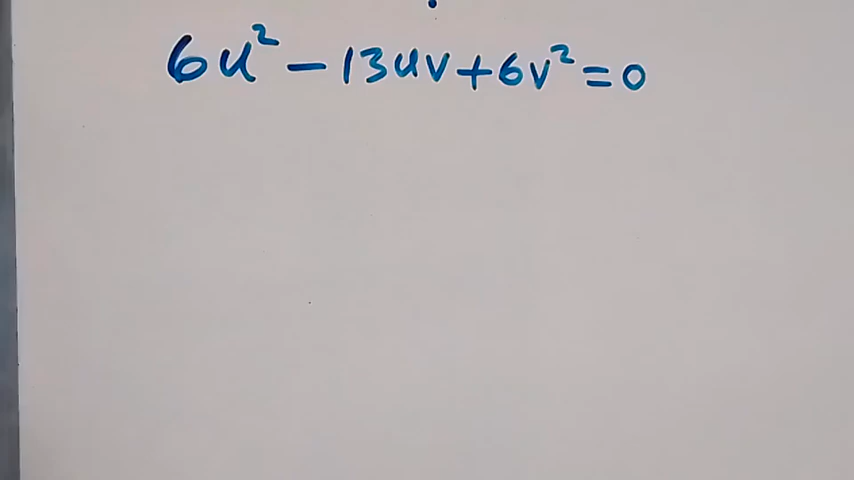 6u² - 13uv + 6v² = 0